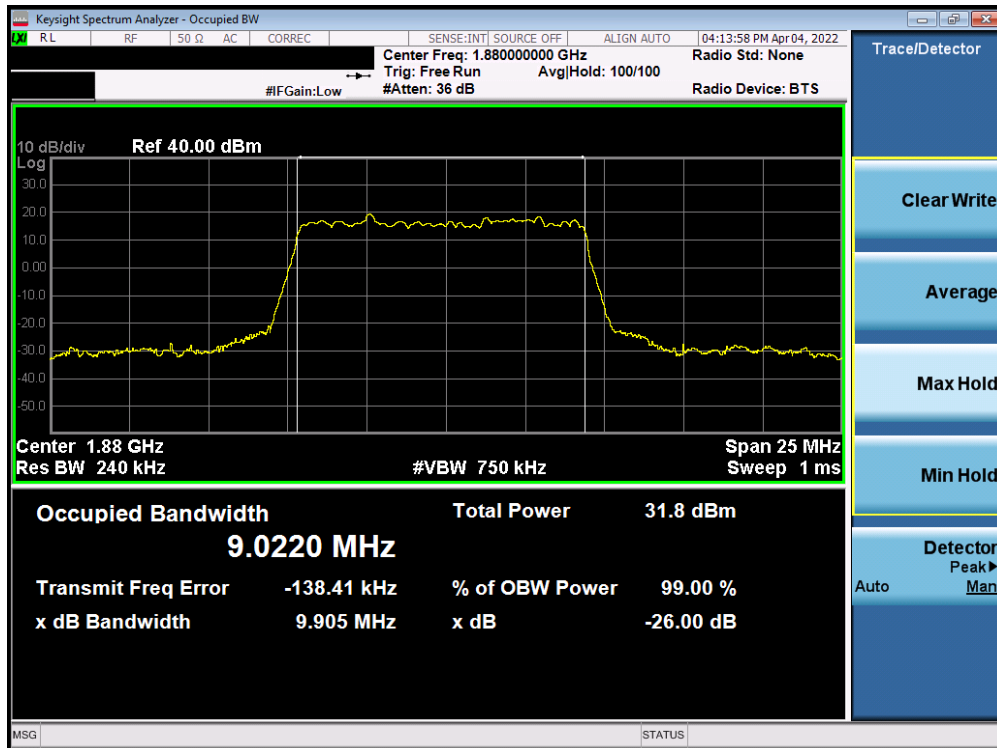 Keysight Spectrum Analyzer - Occupied BW
LXI RL RF 50 Ω AC CORREC SENSE:INT SOURCE OFF ALIGN AUTO 04:13:58 PM Apr 04, 2022
Center Freq: 1.880000000 GHz Radio Std: None
Trig: Free Run Avg|Hold: 100/100
#IFGain:Low #Atten: 36 dB Radio Device: BTS
10 dB/div Ref 40.00 dBm
Log
30.0
20.0
10.0
0.00
-10.0
-20.0
-30.0
-40.0
-50.0
Center 1.88 GHz Span 25 MHz
Res BW 240 kHz #VBW 750 kHz Sweep 1 ms
Occupied Bandwidth Total Power 31.8 dBm
9.0220 MHz
Transmit Freq Error -138.41 kHz % of OBW Power 99.00 %
x dB Bandwidth 9.905 MHz x dB -26.00 dB
Trace/Detector
Clear Write
Average
Max Hold
Min Hold
Detector
Peak▶
Auto Man
MSG STATUS